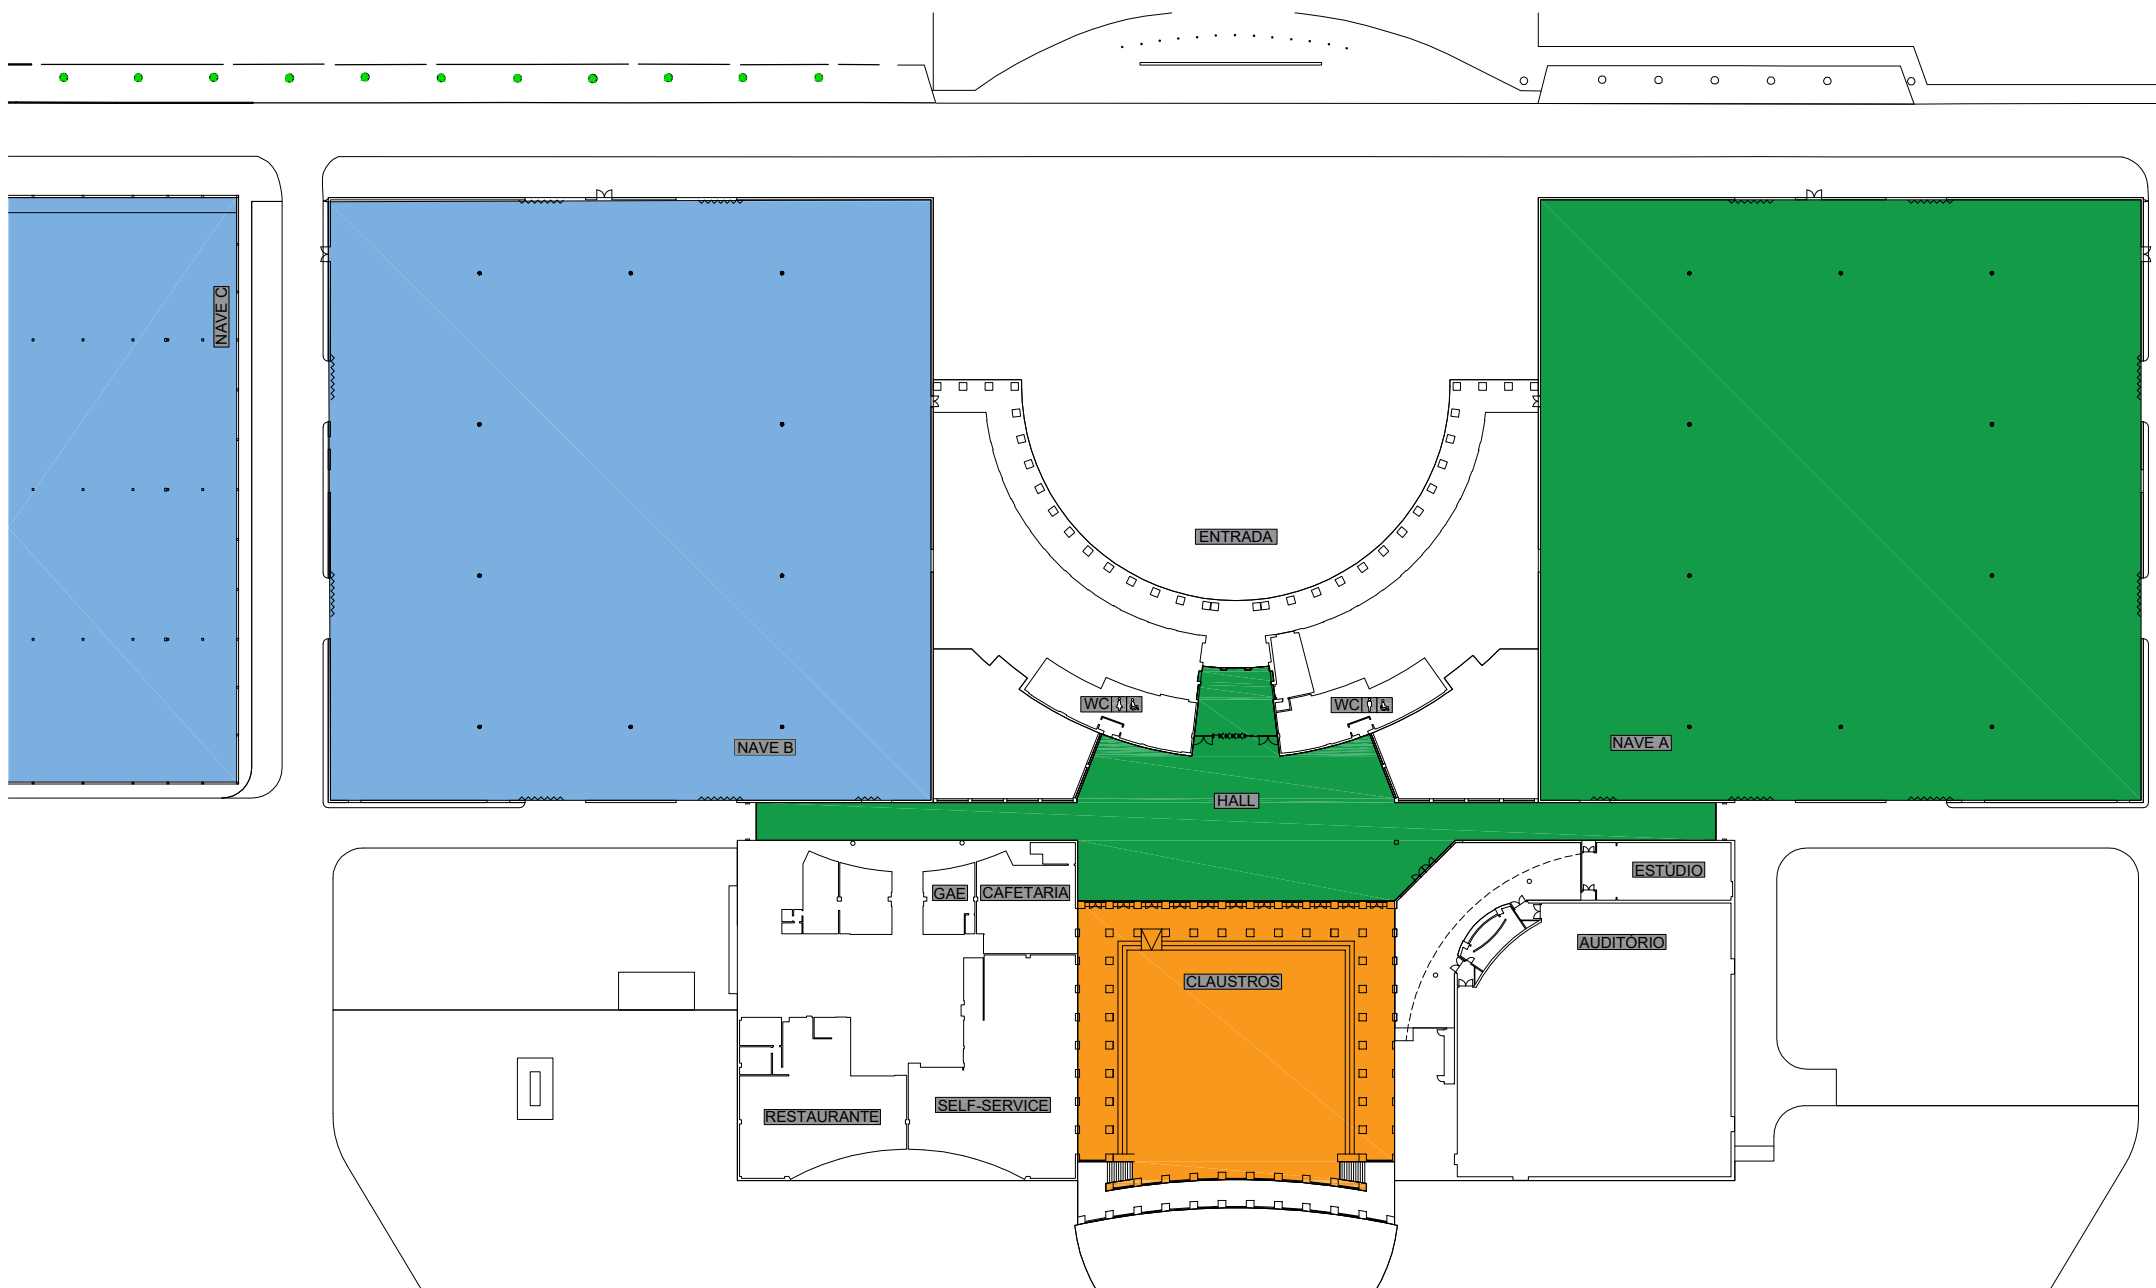 NAVE C
ENTRADA
WC
WC
NAVE B
NAVE A
HALL
GAE
CAFETARIA
ESTÚDIO
AUDITÓRIO
CLAUSTROS
RESTAURANTE
SELF-SERVICE